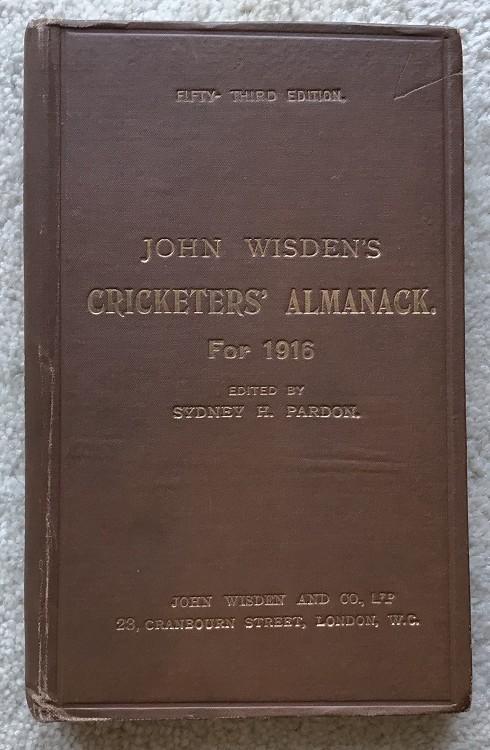 FIFTY- THIRD EDITION.
JOHN WISDEN'S
CRICKETERS' ALMANACK.
For 1916
EDITED BY
SYDNEY H. PARDON.
JOHN WISDEN AND CO., LTD
23, CRANBOURN STREET, LONDON, W.C.